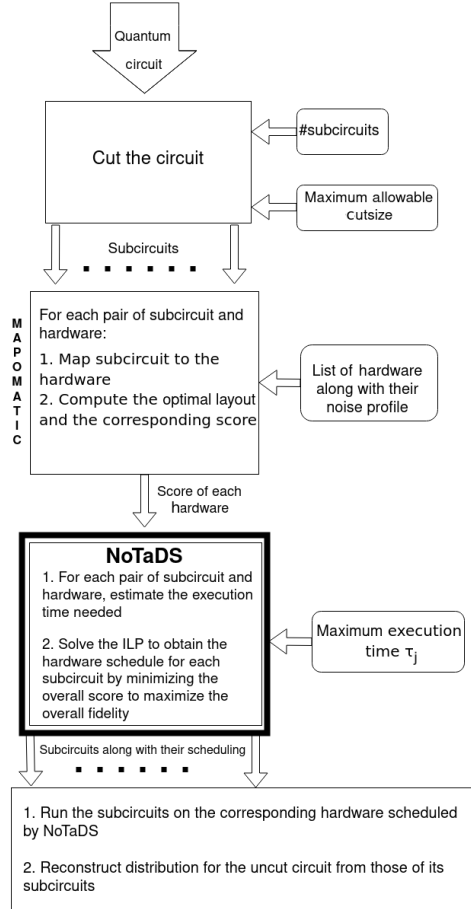 Quantum
circuit
Cut the circuit
#subcircuits
Maximum allowable
cutsize
Subcircuits
MAPOMATIC
For each pair of subcircuit and
hardware:
1. Map subcircuit to the
hardware
2. Compute the optimal layout
and the corresponding score
List of hardware
along with their
noise profile
Score of each
hardware
NoTaDS
1. For each pair of subcircuit and
hardware, estimate the execution
time needed
2. Solve the ILP to obtain the
hardware schedule for each
subcircuit by minimizing the
overall score to maximize the
overall fidelity
Maximum execution
time τj
Subcircuits along with their scheduling
1. Run the subcircuits on the corresponding hardware scheduled
by NoTaDS
2. Reconstruct distribution for the uncut circuit from those of its
subcircuits